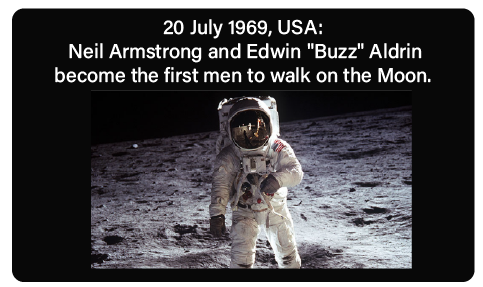 20 July 1969, USA:
Neil Armstrong and Edwin "Buzz" Aldrin
become the first men to walk on the Moon.